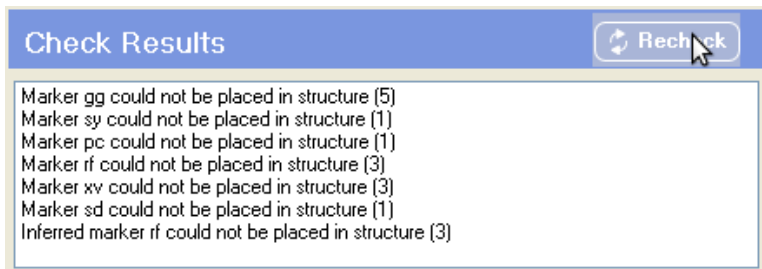 Check Results
Recheck
Marker gg could not be placed in structure (5)
Marker sy could not be placed in structure (1)
Marker pc could not be placed in structure (1)
Marker rf could not be placed in structure (3)
Marker xv could not be placed in structure (3)
Marker sd could not be placed in structure (1)
Inferred marker rf could not be placed in structure (3)